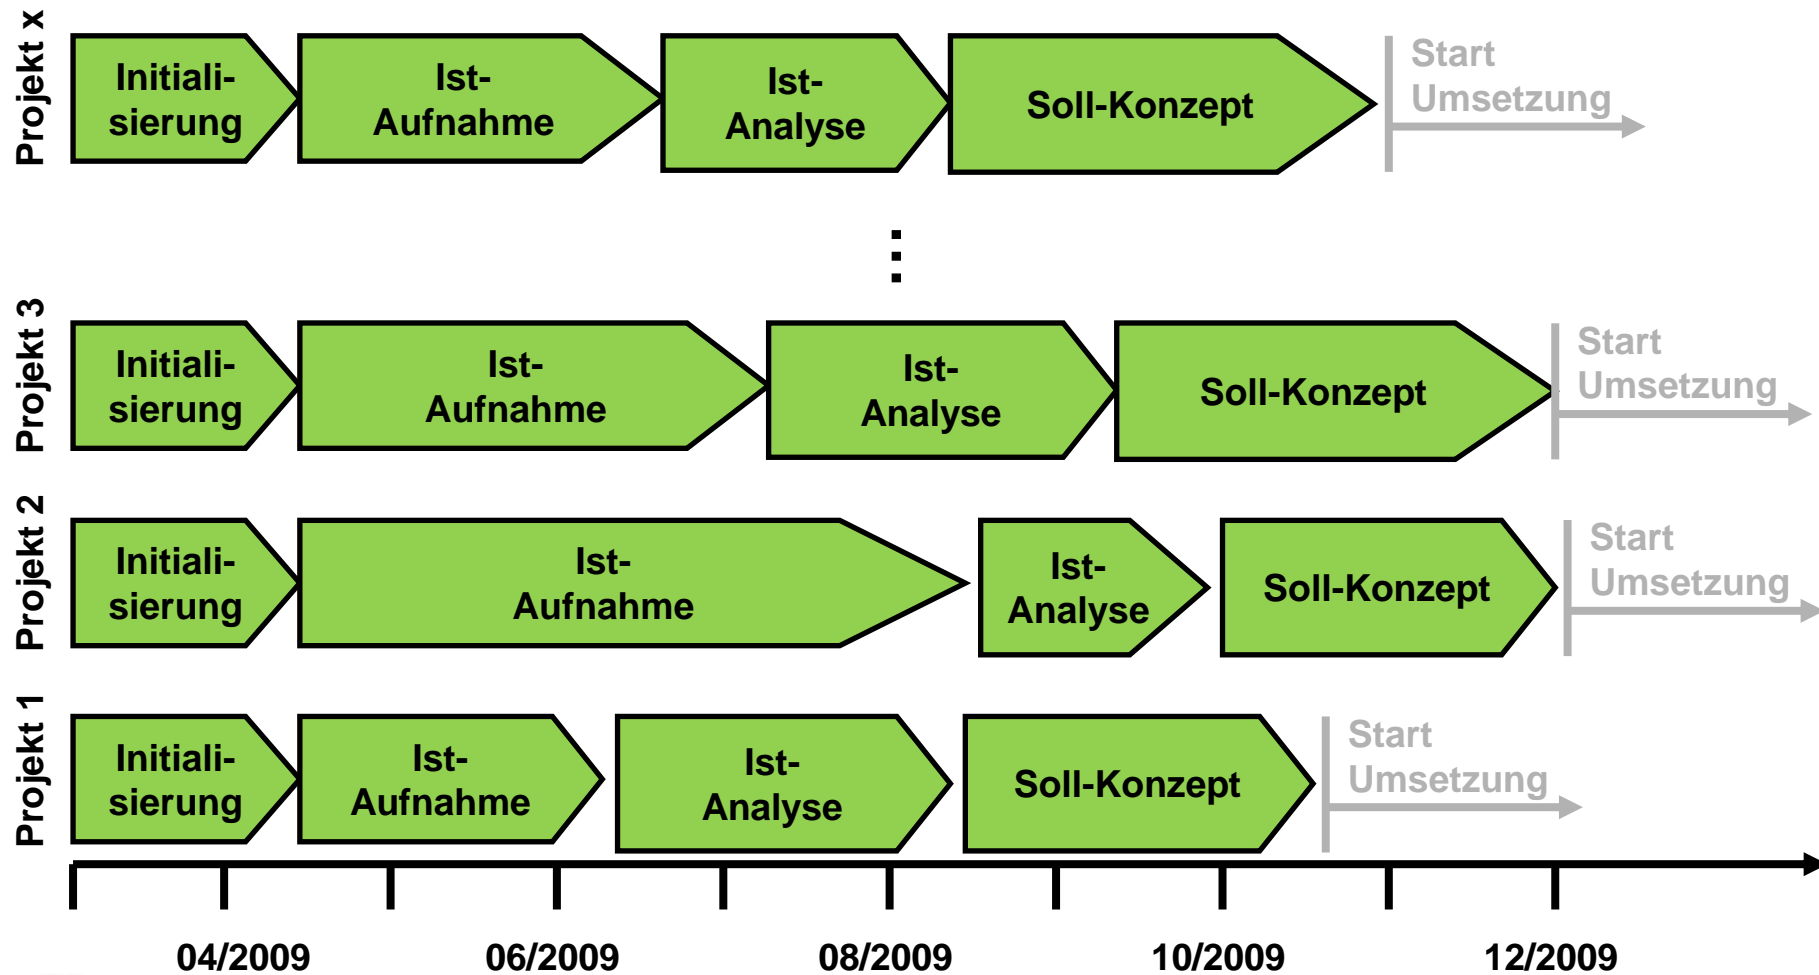 Projekt x
Initiali-
sierung
Ist-
Aufnahme
Ist-
Analyse
Soll-Konzept
Start
Umsetzung
Projekt 3
Initiali-
sierung
Ist-
Aufnahme
Ist-
Analyse
Soll-Konzept
Start
Umsetzung
Projekt 2
Initiali-
sierung
Ist-
Aufnahme
Ist-
Analyse
Soll-Konzept
Start
Umsetzung
Projekt 1
Initiali-
sierung
Ist-
Aufnahme
Ist-
Analyse
Soll-Konzept
Start
Umsetzung
04/2009 06/2009 08/2009 10/2009 12/2009